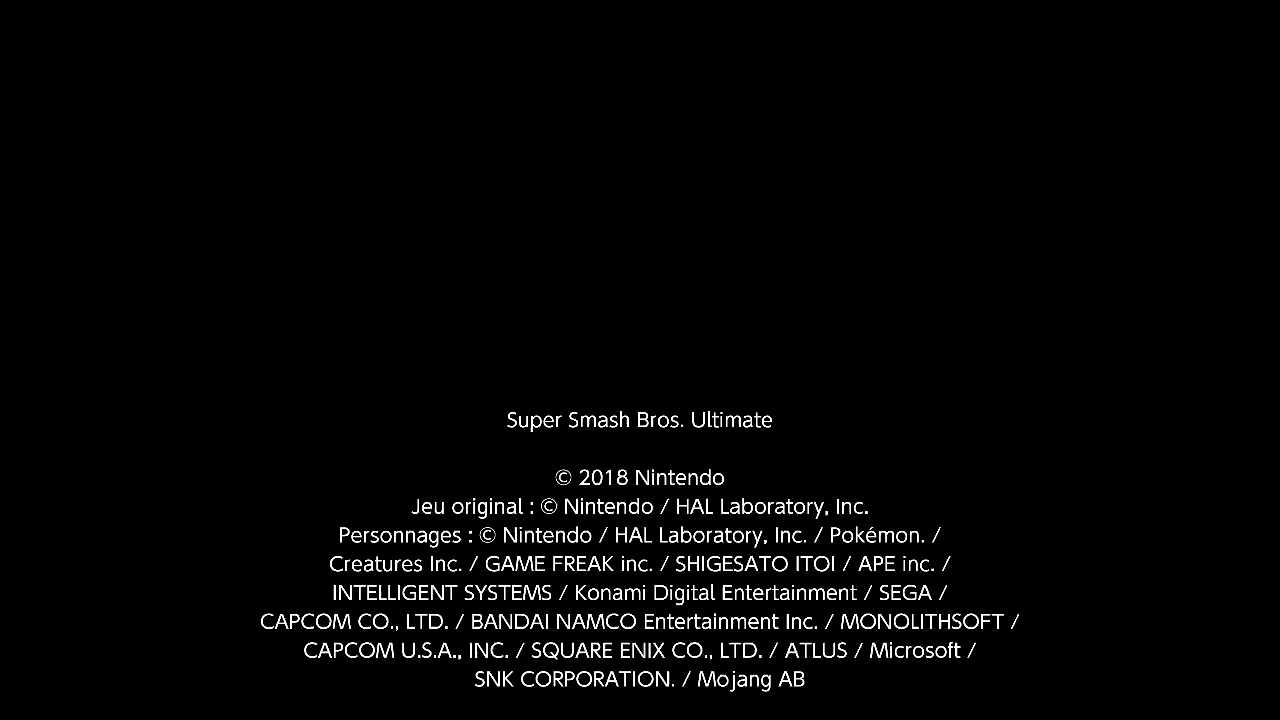 Super Smash Bros. Ultimate
© 2018 Nintendo
Jeu original : © Nintendo / HAL Laboratory, Inc.
Personnages : © Nintendo / HAL Laboratory, Inc. / Pokémon. /
Creatures Inc. / GAME FREAK inc. / SHIGESATO ITOI / APE inc. /
INTELLIGENT SYSTEMS / Konami Digital Entertainment / SEGA /
CAPCOM CO., LTD. / BANDAI NAMCO Entertainment Inc. / MONOLITHSOFT /
CAPCOM U.S.A., INC. / SQUARE ENIX CO., LTD. / ATLUS / Microsoft /
SNK CORPORATION. / Mojang AB